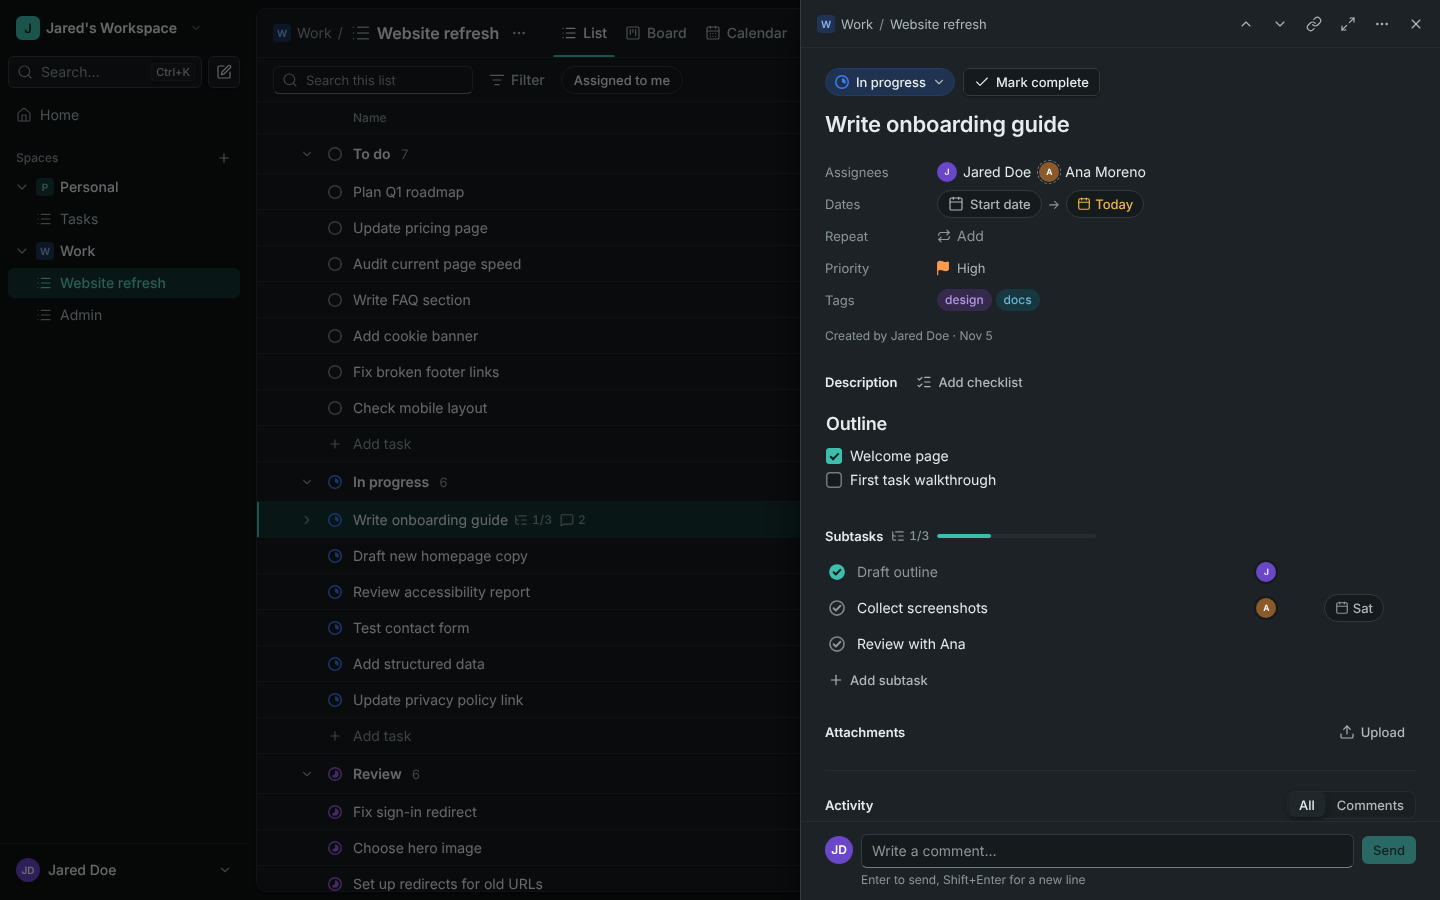 J Jared's Workspace
Search... Ctrl+K
Home
Spaces
P Personal
Tasks
W Work
Website refresh
Admin
JD Jared Doe
W Work / Website refresh
List Board Calendar
Search this list Filter Assigned to me
Name
To do 7
Plan Q1 roadmap
Update pricing page
Audit current page speed
Write FAQ section
Add cookie banner
Fix broken footer links
Check mobile layout
Add task
In progress 6
Write onboarding guide 1/3 2
Draft new homepage copy
Review accessibility report
Test contact form
Add structured data
Update privacy policy link
Add task
Review 6
Fix sign-in redirect
Choose hero image
Set up redirects for old URLs
W Work / Website refresh
In progress Mark complete
Write onboarding guide
Assignees J Jared Doe A Ana Moreno
Dates Start date → Today
Repeat Add
Priority High
Tags design docs
Created by Jared Doe · Nov 5
Description Add checklist
Outline
Welcome page
First task walkthrough
Subtasks 1/3
Draft outline J
Collect screenshots A Sat
Review with Ana
Add subtask
Attachments Upload
Activity All Comments
JD Write a comment... Send
Enter to send, Shift+Enter for a new line